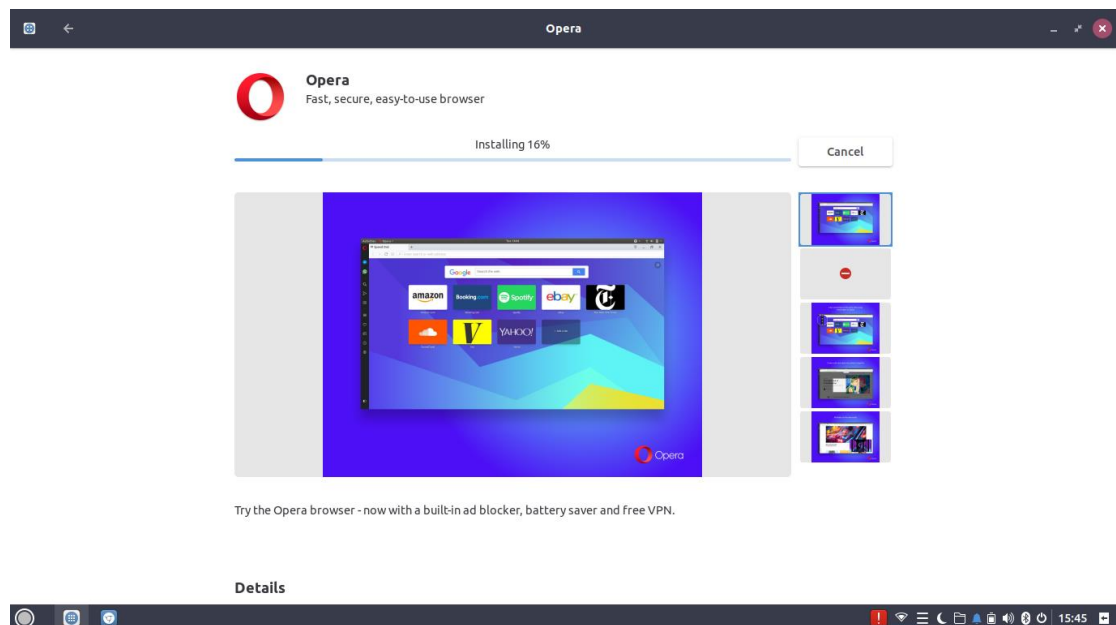 Opera
Opera
Fast, secure, easy-to-use browser
Installing 16%
Cancel
Google
amazon
Booking.com
Spotify
ebay
YAHOO!
Opera
Try the Opera browser - now with a built-in ad blocker, battery saver and free VPN.
Details
15:45